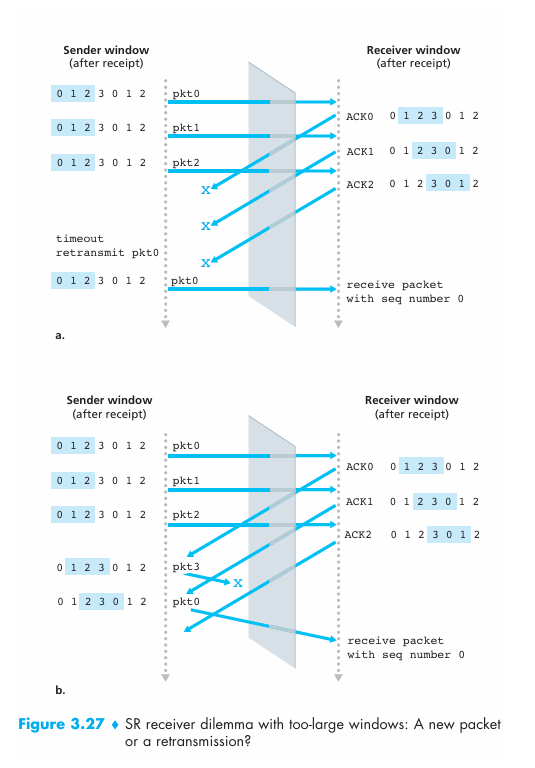 Sender window
(after receipt)
Receiver window
(after receipt)
0 1 2 3 0 1 2
pkt0
ACK0 0 1 2 3 0 1 2
0 1 2 3 0 1 2
pkt1
ACK1 0 1 2 3 0 1 2
0 1 2 3 0 1 2
pkt2
ACK2 0 1 2 3 0 1 2
X
X
timeout
retransmit pkt0
X
0 1 2 3 0 1 2
pkt0
receive packet
with seq number 0
a.
Sender window
(after receipt)
Receiver window
(after receipt)
0 1 2 3 0 1 2
pkt0
ACK0 0 1 2 3 0 1 2
0 1 2 3 0 1 2
pkt1
ACK1 0 1 2 3 0 1 2
0 1 2 3 0 1 2
pkt2
ACK2 0 1 2 3 0 1 2
0 1 2 3 0 1 2
pkt3
X
0 1 2 3 0 1 2
pkt0
receive packet
with seq number 0
b.
Figure 3.27 ♦ SR receiver dilemma with too-large windows: A new packet
or a retransmission?